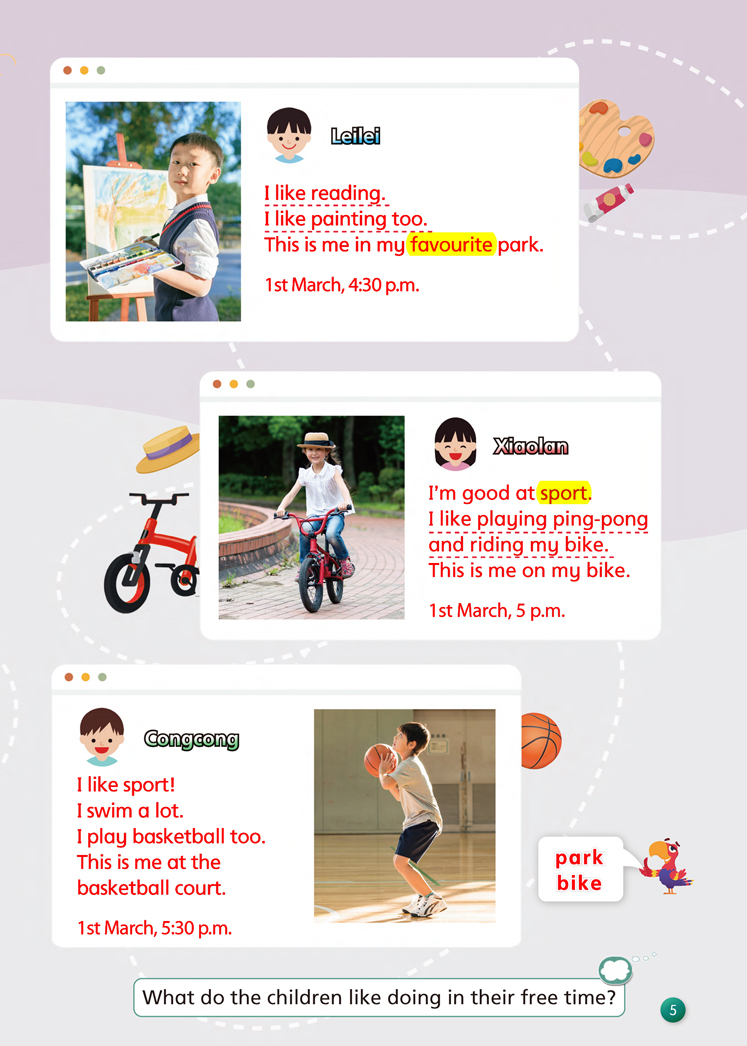 Leilei
I like reading.
I like painting too.
This is me in my favourite park.
1st March, 4:30 p.m.
Xiaolan
I'm good at sport.
I like playing ping-pong
and riding my bike.
This is me on my bike.
1st March, 5 p.m.
Congcong
I like sport!
I swim a lot.
I play basketball too.
This is me at the
basketball court.
1st March, 5:30 p.m.
park
bike
What do the children like doing in their free time?
5